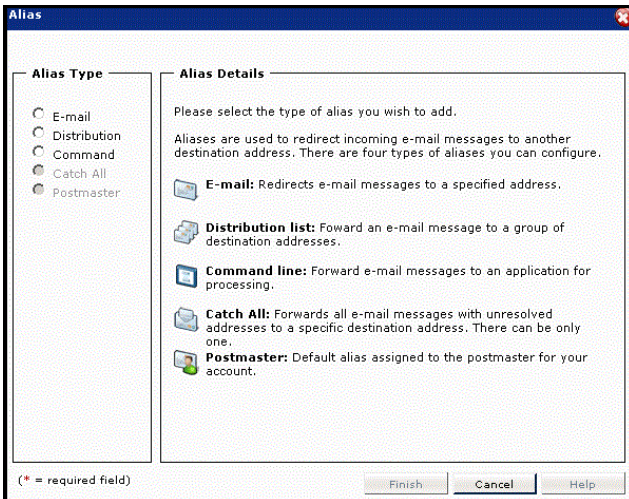 Alias
Alias Type
E-mail
Distribution
Command
Catch All
Postmaster
Alias Details
Please select the type of alias you wish to add.
Aliases are used to redirect incoming e-mail messages to another
destination address. There are four types of aliases you can configure.
E-mail: Redirects e-mail messages to a specified address.
Distribution list: Foward an e-mail message to a group of
destination addresses.
Command line: Forward e-mail messages to an application for
processing.
Catch All: Forwards all e-mail messages with unresolved
addresses to a specific destination address. There can be only
one.
Postmaster: Default alias assigned to the postmaster for your
account.
(* = required field)
Finish
Cancel
Help